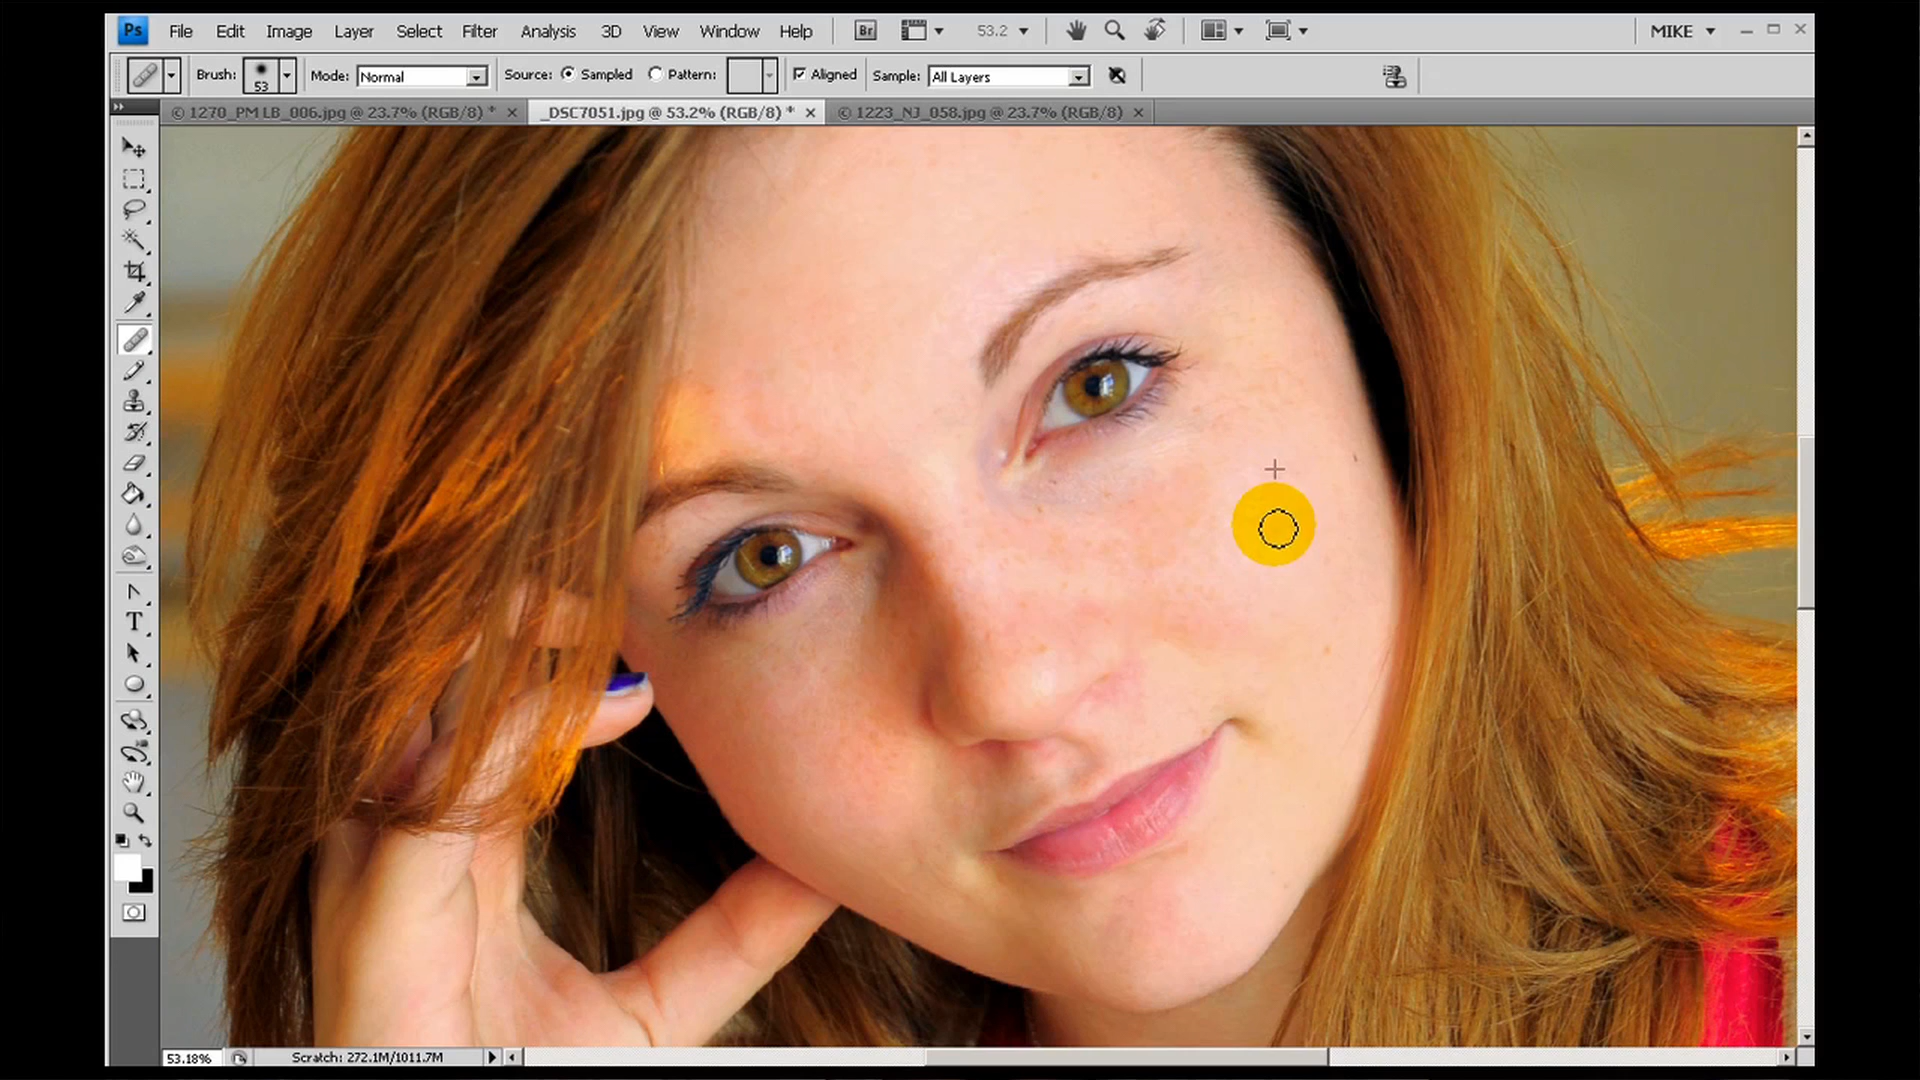 Ps File Edit Image Layer Select Filter Analysis 3D View Window Help Br 53.2 MIKE
Brush: 53 Mode: Normal Source: Sampled Pattern: Aligned Sample: All Layers
© 1270_PM LB_006.jpg @ 23.7% (RGB/8) * _DSC7051.jpg @ 53.2% (RGB/8) * © 1223_NJ_058.jpg @ 23.7% (RGB/8)
T
53.18% Scratch: 272.1M/1011.7M